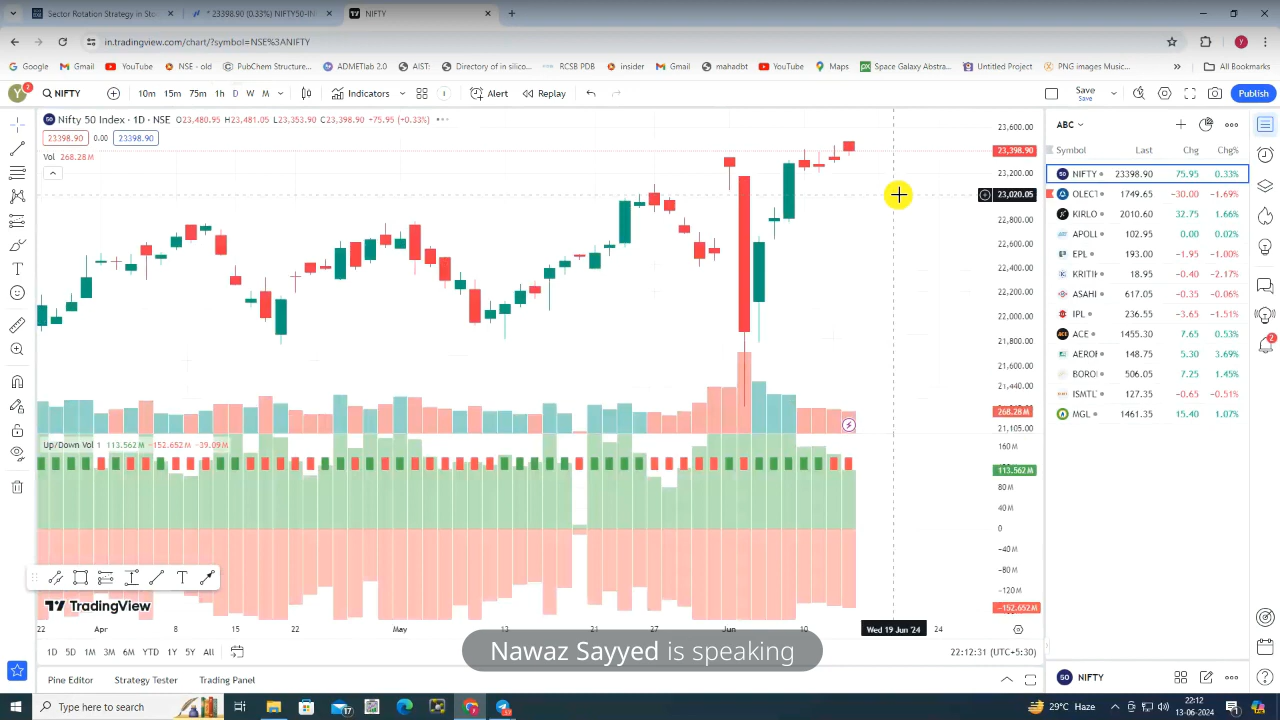 Sector Rotation Strategy in Stoc
23398.90 (0.33%) NIFTY50-IN
NIFTY
in.tradingview.com/chart/?symbol=NSE%3ANIFTY
Google Gmail YouTube NSE - old PubChem Structure... ADMETlab 2.0 AIST: Directory of in silico... RCSB PDB insider Gmail mahadbt YouTube Maps Space Galaxy Abstra... Untitled Project PNG images Music... » All Bookmarks
Y 2 NIFTY 10m 15m 75m 1h D W M Indicators Alert Replay Save Save Publish
Nifty 50 Index · 1D · NSE O23,480.95 H23,481.05 L23,353.90 C23,398.90 +75.95 (+0.33%)
23398.90 0.00 23398.90
Vol 268.28 M
23,600.00
23,398.90
23,200.00
23,020.05
22,800.00
22,600.00
22,400.00
22,200.00
22,000.00
21,800.00
21,600.00
21,440.00
268.28 M
21,105.00
Up/Down Vol 1 113.562 M −152.652 M −39.09 M
160 M
113.562 M
80 M
40 M
0
−40 M
−80 M
−120 M
−152.652 M
TradingView
22 Apr 8 15 22 May 13 21 27 Jun 10 Wed 19 Jun '24 24
Nawaz Sayyed is speaking
1D 5D 1M 3M 6M YTD 1Y 5Y All 22:12:31 (UTC+5:30)
Pine Editor Strategy Tester Trading Panel
ABC
Symbol Last Chg Chg%
NIFTY 23398.90 75.95 0.33%
OLECT 1749.65 -30.00 -1.69%
KIRLO 2010.60 32.75 1.66%
APOLL 102.95 0.00 0.02%
EPL 193.00 -1.95 -1.00%
KRITIK 18.95 -0.40 -2.17%
ASAHI 617.05 -0.35 -0.06%
IPL 236.55 -3.65 -1.51%
ACE 1455.30 7.65 0.53%
AEROF 148.75 5.30 3.69%
BORO 506.05 7.25 1.45%
ISMTL 127.35 -0.65 -0.51%
MGL 1461.35 15.40 1.07%
50 NIFTY
Type here to search
17
29°C Haze
22:12
13-06-2024